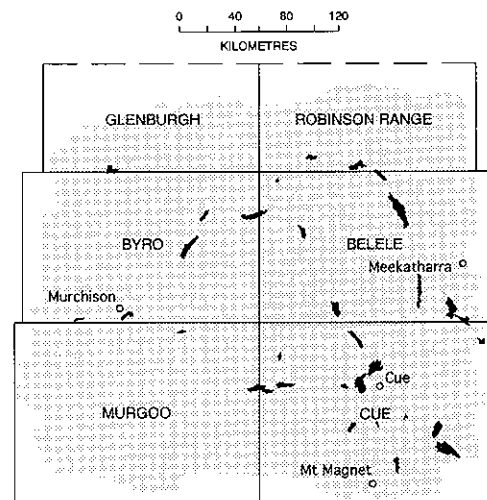 0 40 80 120
KILOMETRES
GLENBURGH
ROBINSON RANGE
BYRO
BELELE
Meekatharra
Murchison
Cue
MURGOO
CUE
Mt Magnet